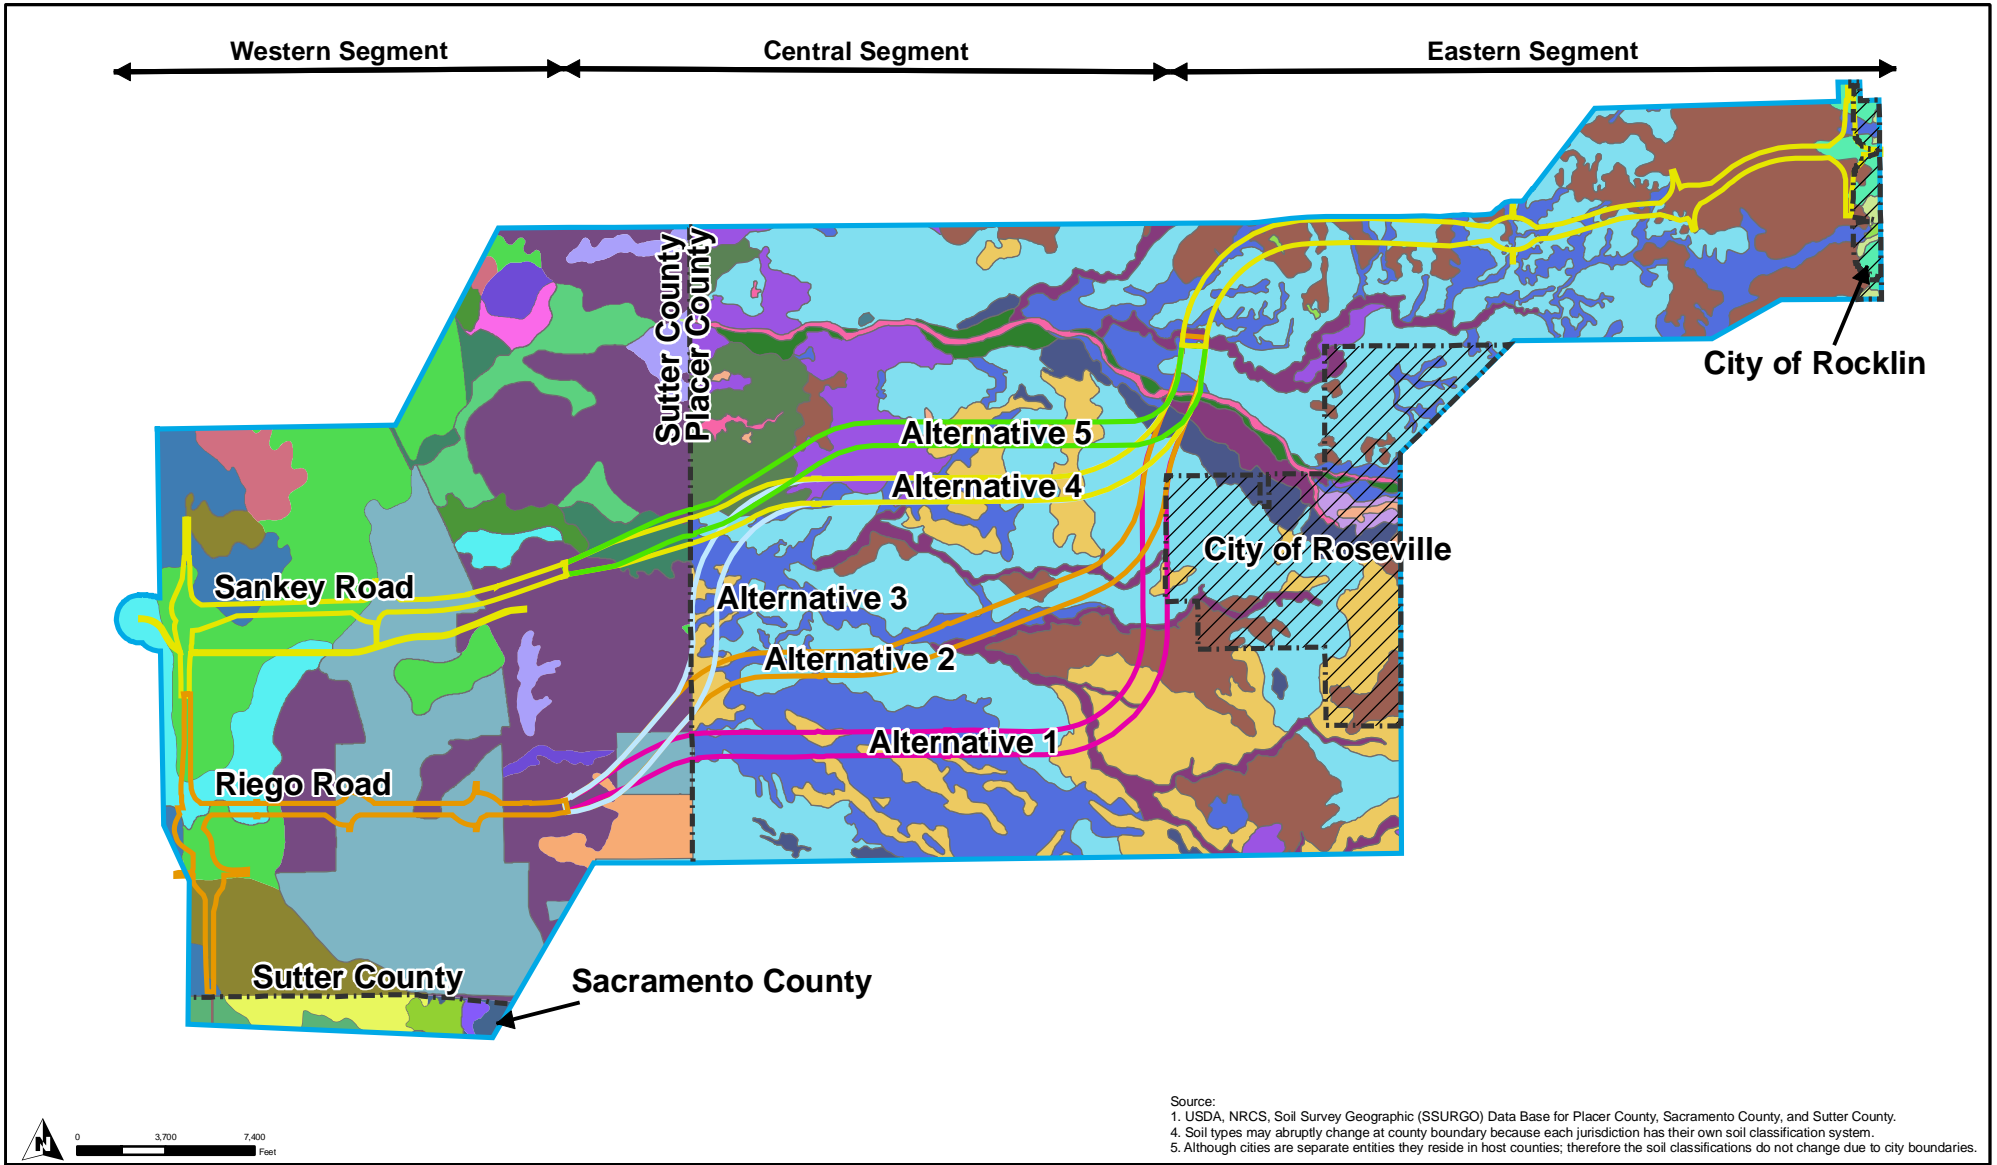 Western Segment
Central Segment
Eastern Segment
Sutter County
Placer County
City of Rocklin
Alternative 5
Alternative 4
City of Roseville
Sankey Road
Alternative 3
Alternative 2
Alternative 1
Riego Road
Sutter County
Sacramento County
N
0 3,700 7,400
Feet
Source:
1. USDA, NRCS, Soil Survey Geographic (SSURGO) Data Base for Placer County, Sacramento County, and Sutter County.
4. Soil types may abruptly change at county boundary because each jurisdiction has their own soil classification system.
5. Although cities are separate entities they reside in host counties; therefore the soil classifications do not change due to city boundaries.